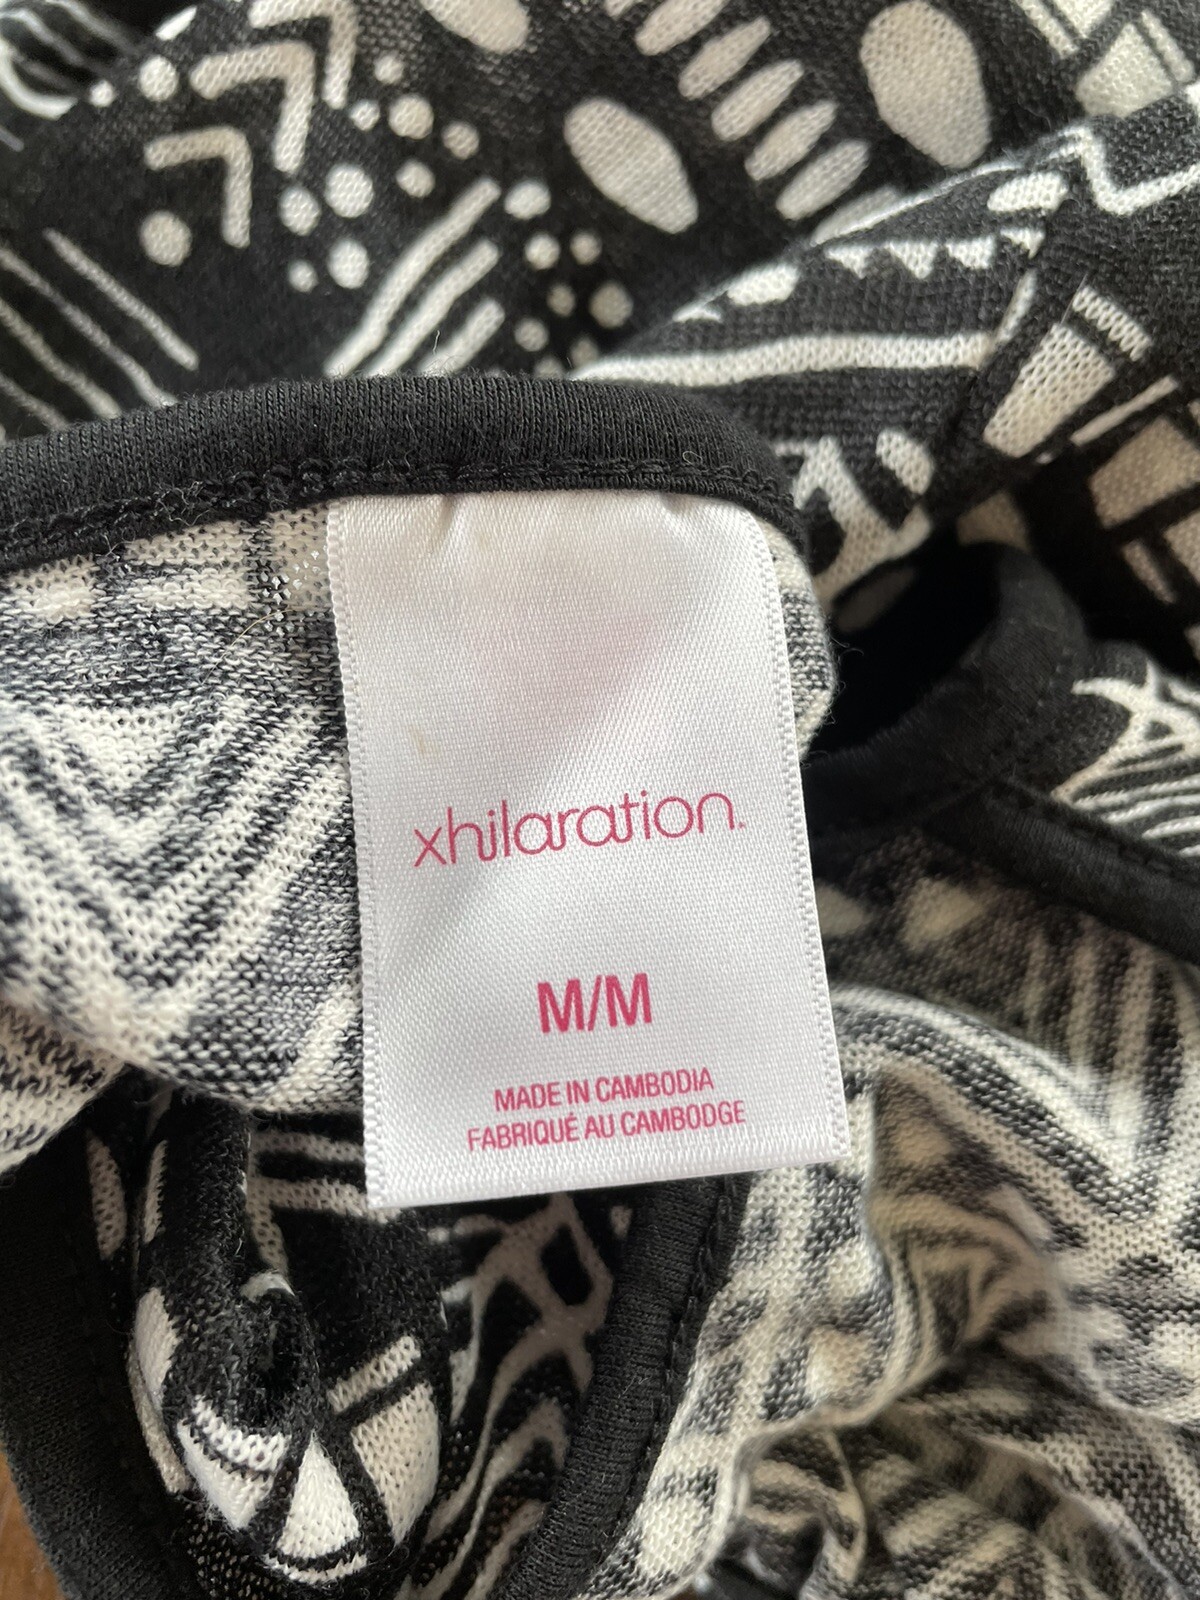 xhilaration.
M/M
MADE IN CAMBODIA
FABRIQUÉ AU CAMBODGE